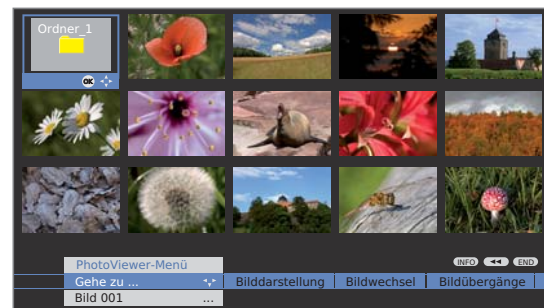 Ordner_1
OK
INFO END
PhotoViewer-Menü
Gehe zu ... Bilddarstellung Bildwechsel Bildübergänge
Bild 001 ...